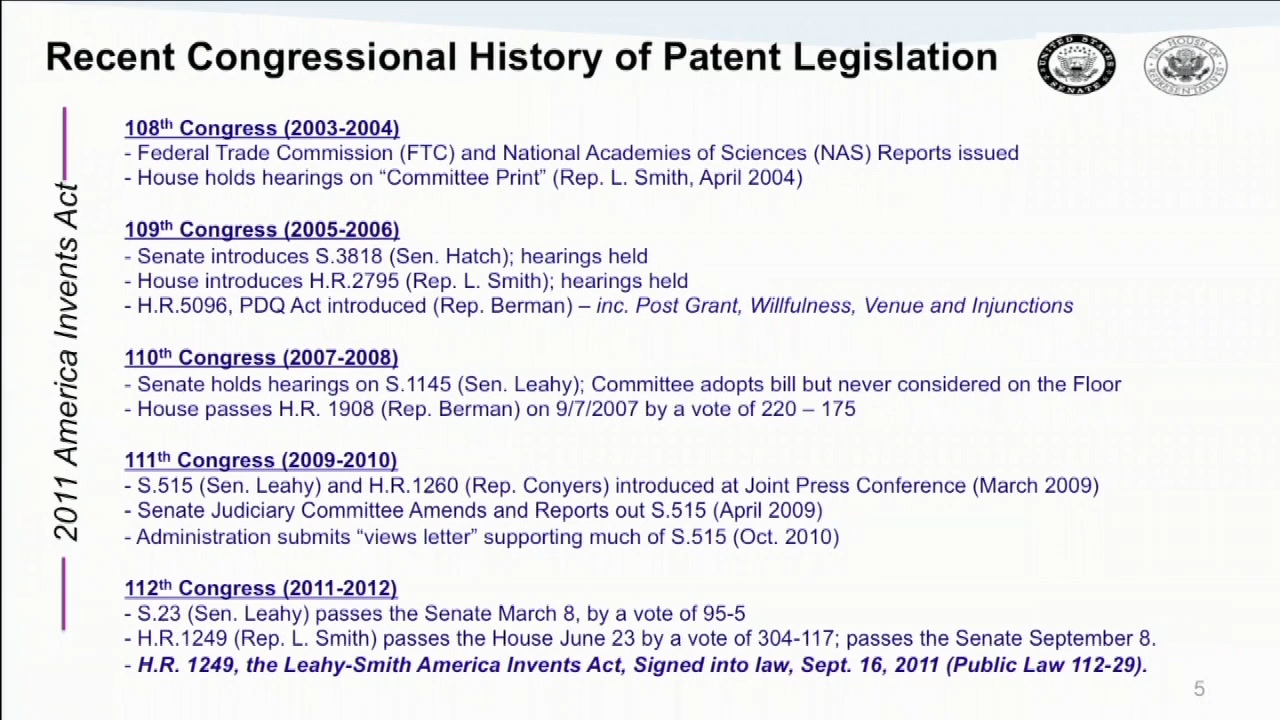 Recent Congressional History of Patent Legislation
UNITED STATES SENATE
U.S. HOUSE OF REPRESENTATIVES
2011 America Invents Act
108th Congress (2003-2004)
- Federal Trade Commission (FTC) and National Academies of Sciences (NAS) Reports issued
- House holds hearings on “Committee Print” (Rep. L. Smith, April 2004)
109th Congress (2005-2006)
- Senate introduces S.3818 (Sen. Hatch); hearings held
- House introduces H.R.2795 (Rep. L. Smith); hearings held
- H.R.5096, PDQ Act introduced (Rep. Berman) – inc. Post Grant, Willfulness, Venue and Injunctions
110th Congress (2007-2008)
- Senate holds hearings on S.1145 (Sen. Leahy); Committee adopts bill but never considered on the Floor
- House passes H.R. 1908 (Rep. Berman) on 9/7/2007 by a vote of 220 – 175
111th Congress (2009-2010)
- S.515 (Sen. Leahy) and H.R.1260 (Rep. Conyers) introduced at Joint Press Conference (March 2009)
- Senate Judiciary Committee Amends and Reports out S.515 (April 2009)
- Administration submits “views letter” supporting much of S.515 (Oct. 2010)
112th Congress (2011-2012)
- S.23 (Sen. Leahy) passes the Senate March 8, by a vote of 95-5
- H.R.1249 (Rep. L. Smith) passes the House June 23 by a vote of 304-117; passes the Senate September 8.
- H.R. 1249, the Leahy-Smith America Invents Act, Signed into law, Sept. 16, 2011 (Public Law 112-29).
5